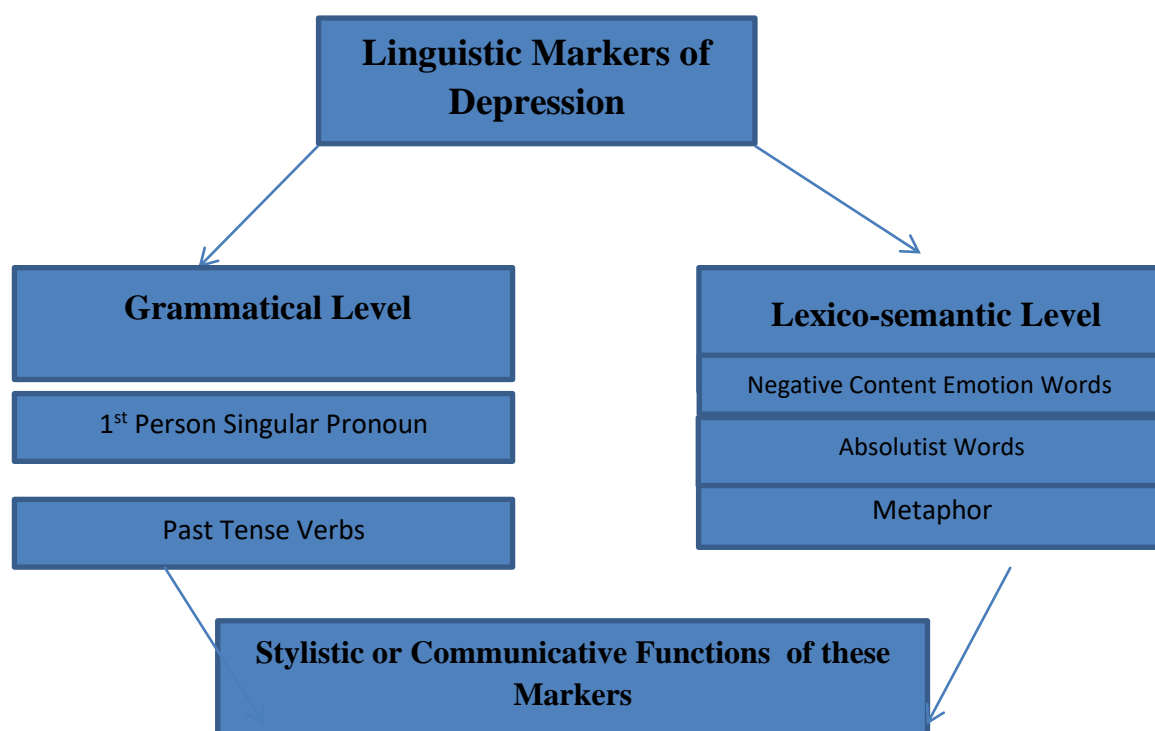 Linguistic Markers of
Depression
Grammatical Level
1st Person Singular Pronoun
Past Tense Verbs
Lexico-semantic Level
Negative Content Emotion Words
Absolutist Words
Metaphor
Stylistic or Communicative Functions  of these
Markers